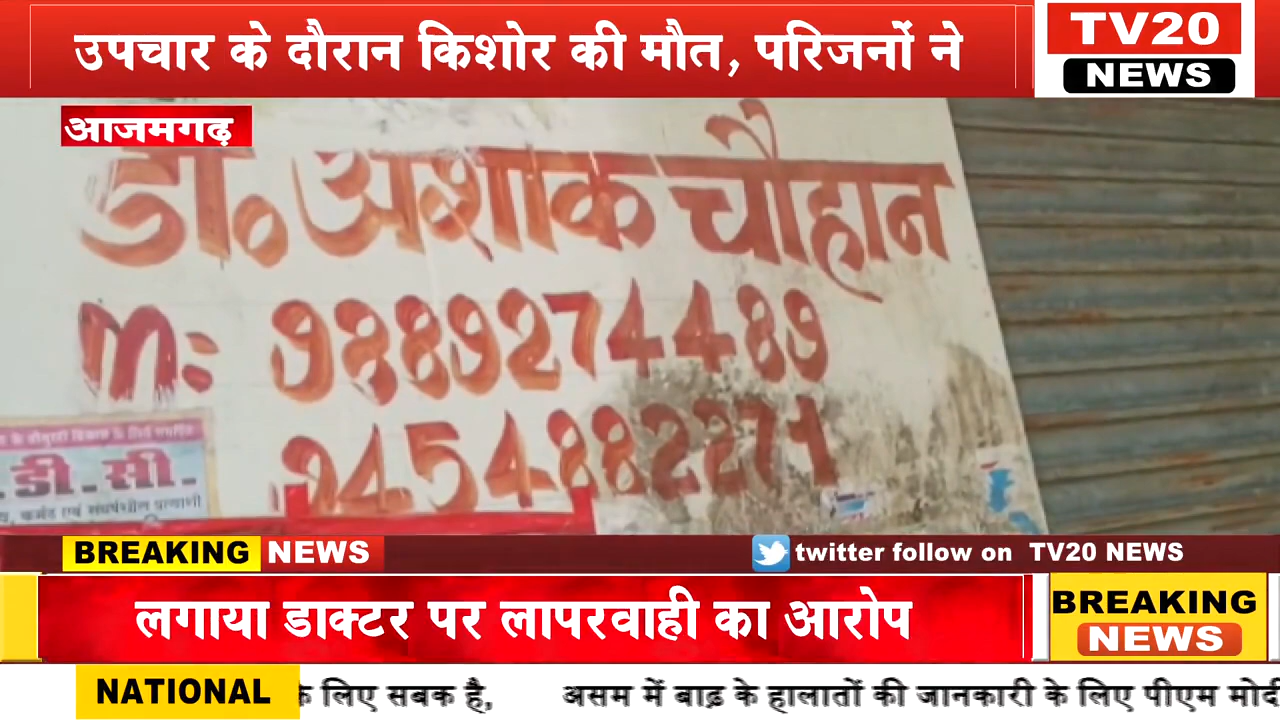 उपचार के दौरान किशोर की मौत, परिजनों ने
TV20
NEWS
आजमगढ़
डा. अशोक चौहान
m: 9889274489
9454882271
.डी.सी.
BREAKING NEWS
twitter follow on TV20 NEWS
लगाया डाक्टर पर लापरवाही का आरोप
BREAKING
NEWS
NATIONAL
के लिए सबक है, असम में बाढ़ के हालातों की जानकारी के लिए पीएम मोदी